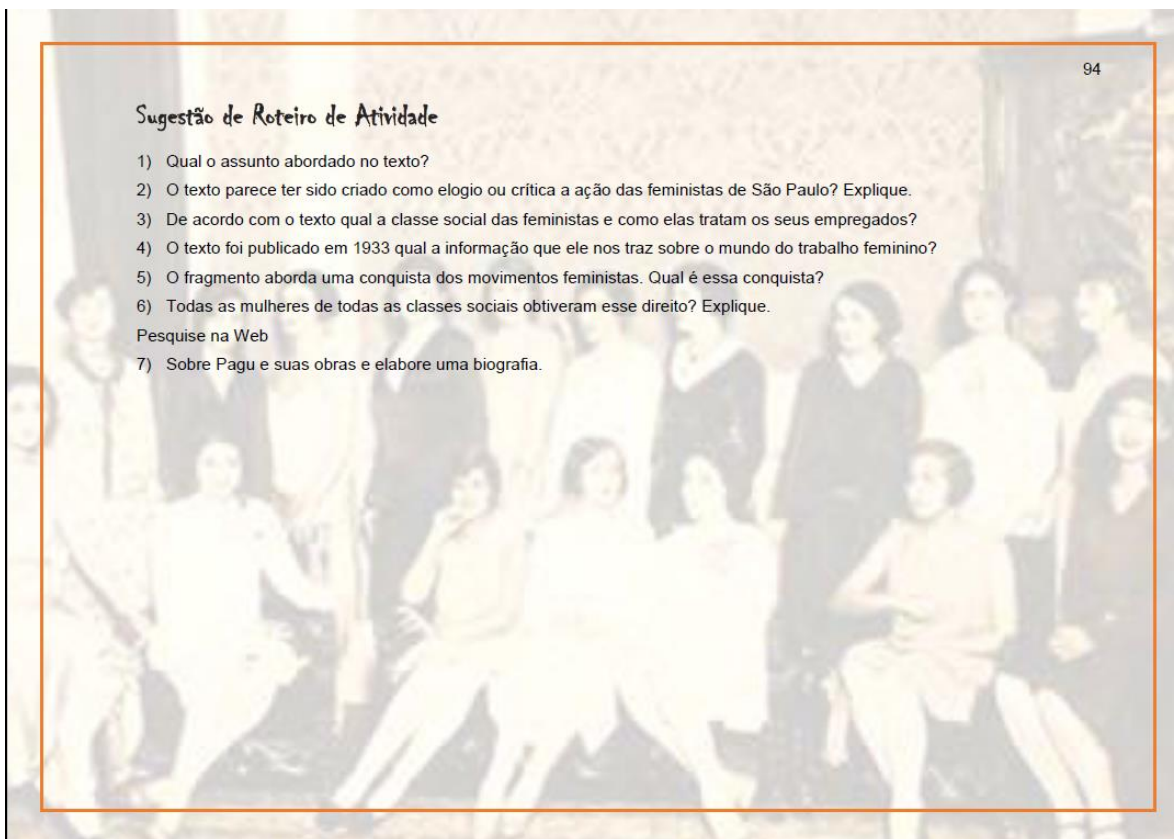 94
Sugestão de Roteiro de Atividade
1) Qual o assunto abordado no texto?
2) O texto parece ter sido criado como elogio ou crítica a ação das feministas de São Paulo? Explique.
3) De acordo com o texto qual a classe social das feministas e como elas tratam os seus empregados?
4) O texto foi publicado em 1933 qual a informação que ele nos traz sobre o mundo do trabalho feminino?
5) O fragmento aborda uma conquista dos movimentos feministas. Qual é essa conquista?
6) Todas as mulheres de todas as classes sociais obtiveram esse direito? Explique.
Pesquise na Web
7) Sobre Pagu e suas obras e elabore uma biografia.